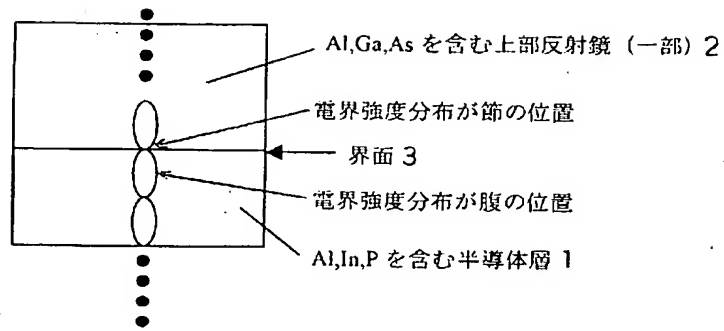 Al,Ga,As を含む上部反射鏡（一部）2
電界強度分布が節の位置
界面 3
電界強度分布が腹の位置
Al,In,P を含む半導体層 1